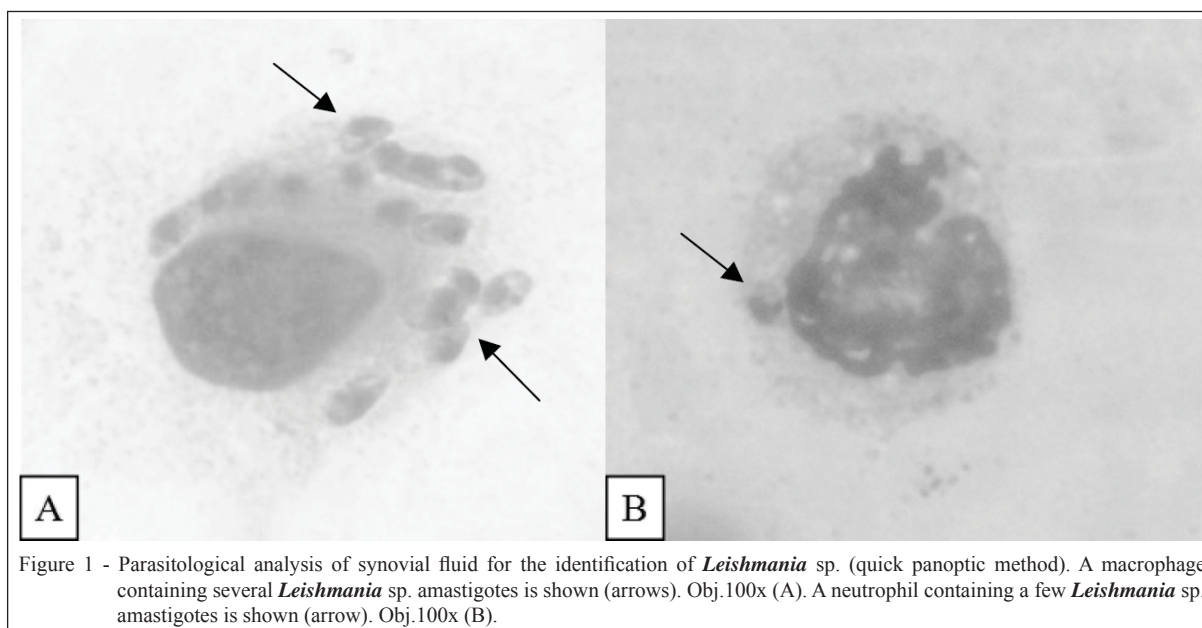 A
B
Figure 1 - Parasitological analysis of synovial fluid for the identification of Leishmania sp. (quick panoptic method). A macrophage
containing several Leishmania sp. amastigotes is shown (arrows). Obj.100x (A). A neutrophil containing a few Leishmania sp.
amastigotes is shown (arrow). Obj.100x (B).